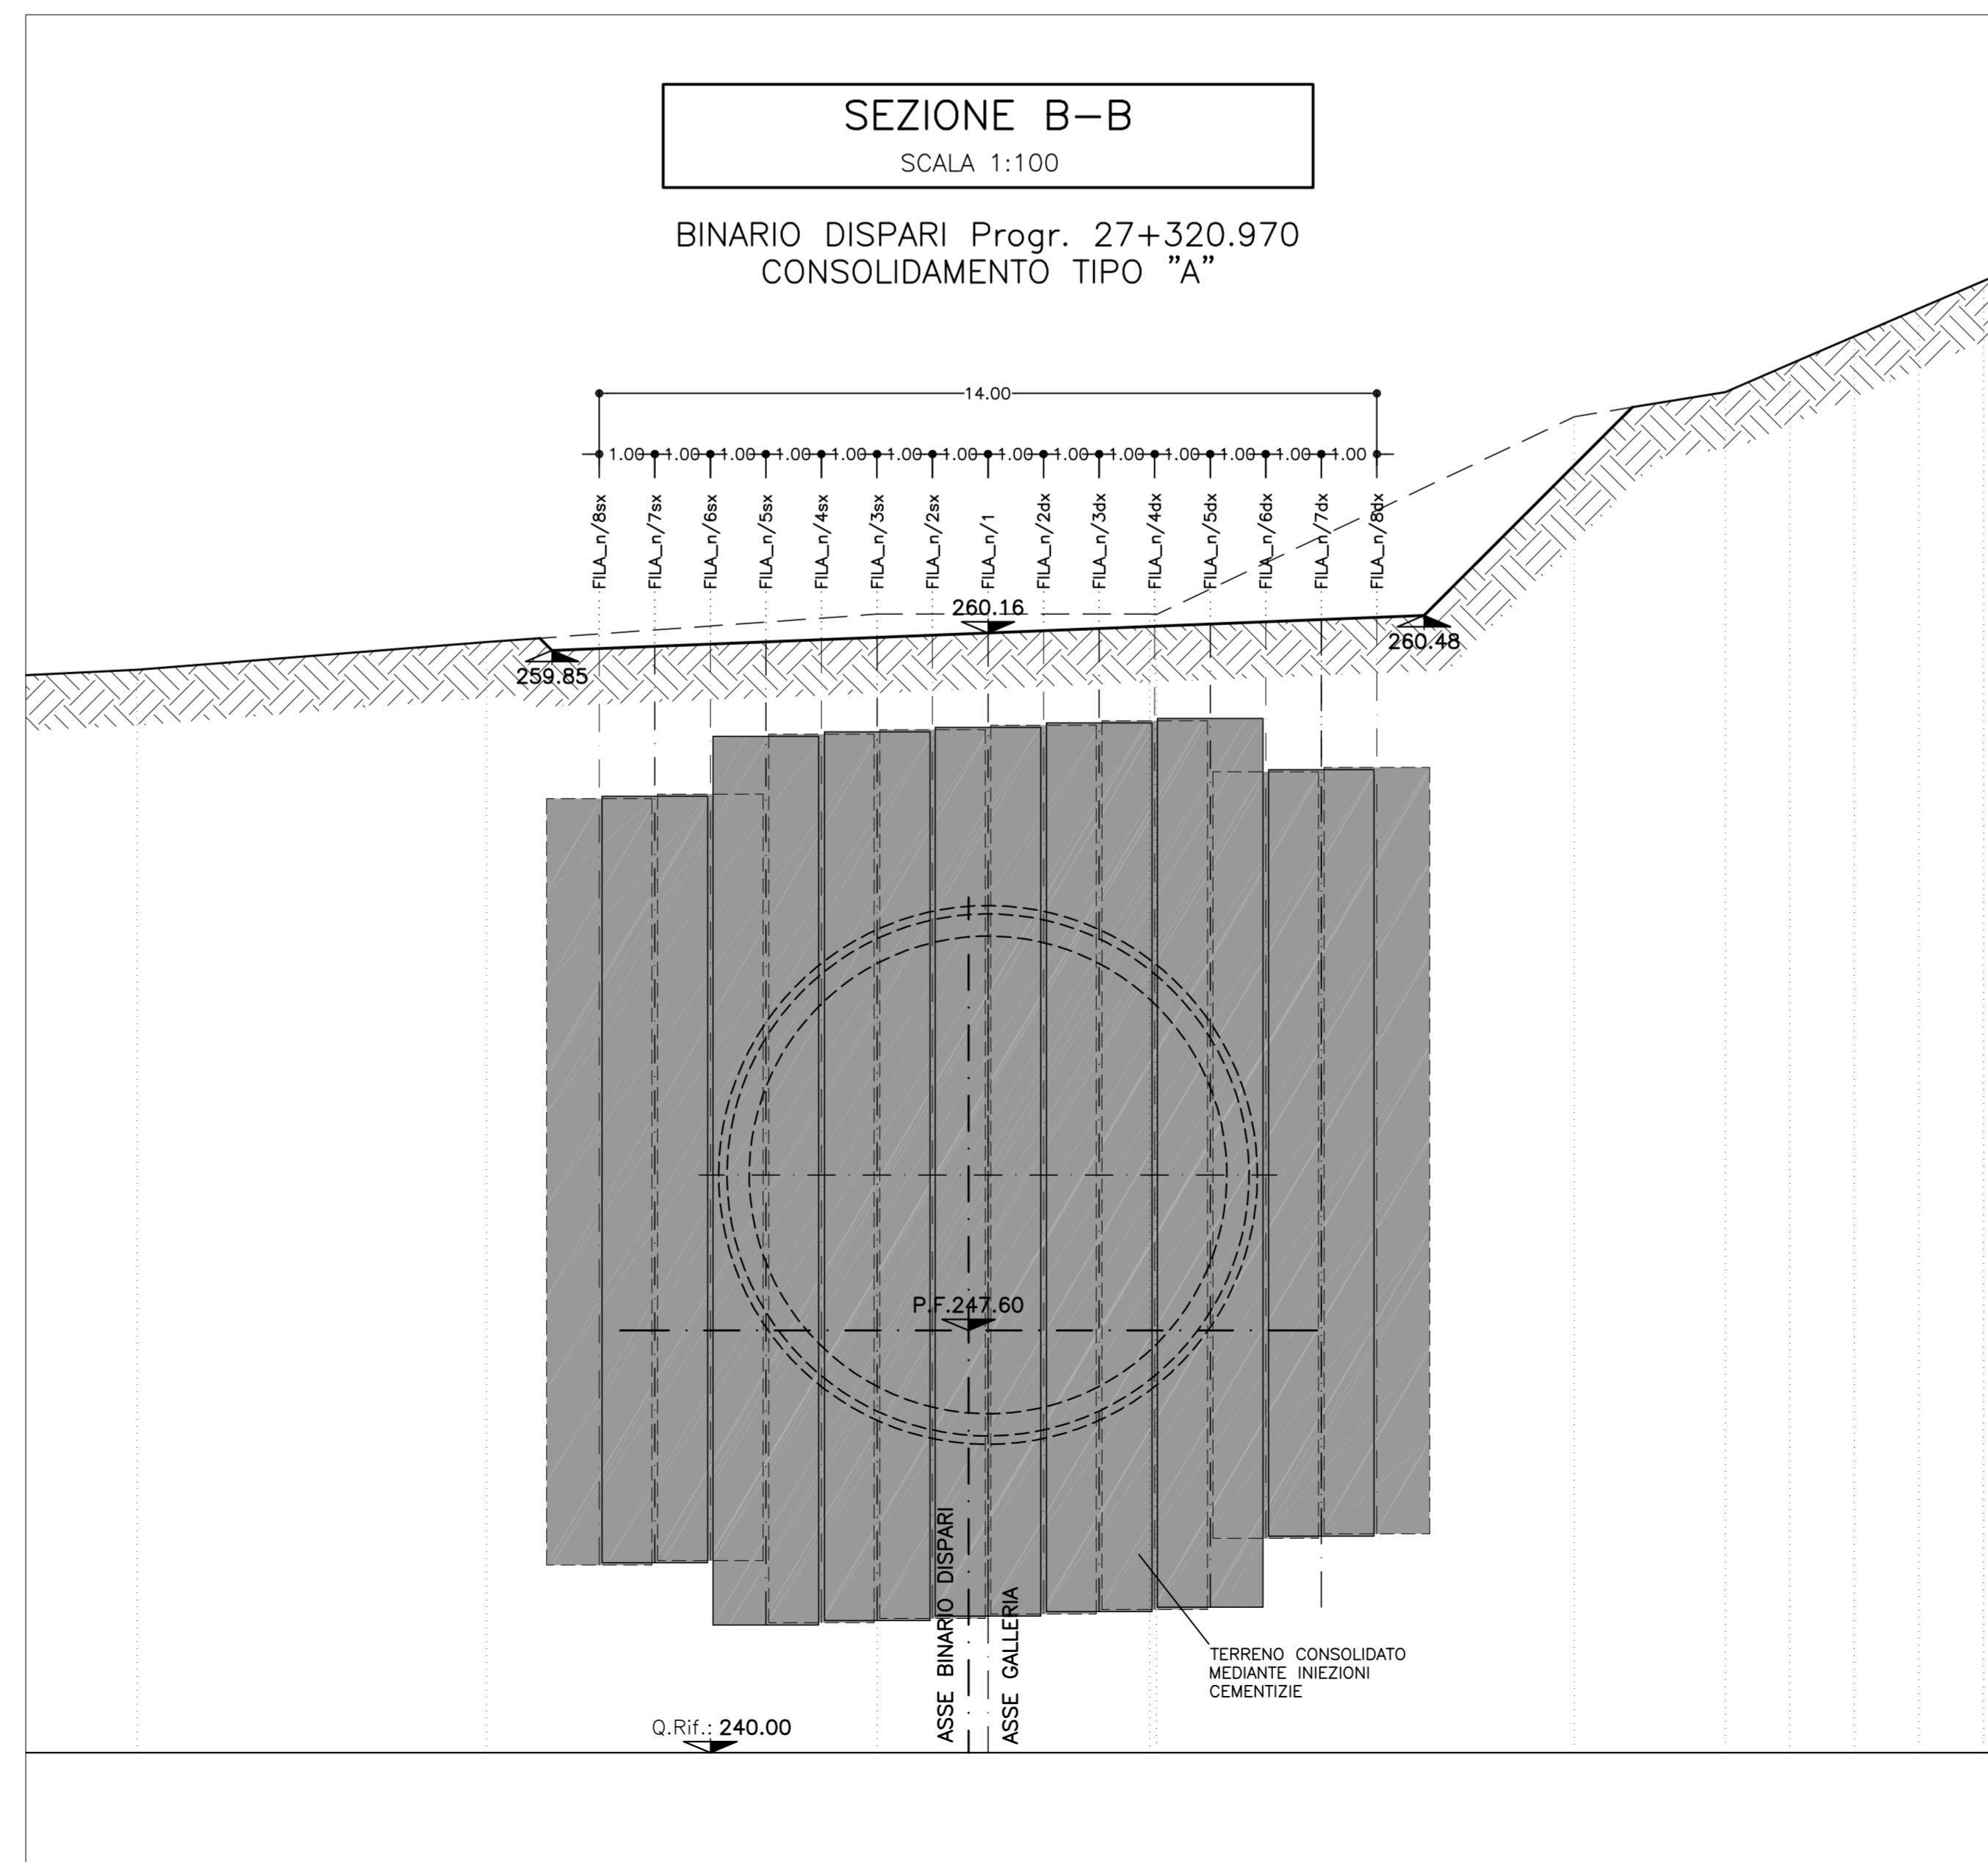 SEZIONE B-B
SCALA 1:100
BINARIO DISPARI Progr. 27+320.970
CONSOLIDAMENTO TIPO "A"
14.00
1.00 1.00 1.00 1.00 1.00 1.00 1.00 1.00 1.00 1.00 1.00 1.00 1.00 1.00
FILA_n/8sx
FILA_n/7sx
FILA_n/6sx
FILA_n/5sx
FILA_n/4sx
FILA_n/3sx
FILA_n/2sx
FILA_n/1
FILA_n/2dx
FILA_n/3dx
FILA_n/4dx
FILA_n/5dx
FILA_n/6dx
FILA_n/7dx
FILA_n/8dx
260.16
260.48
259.85
P.F.247.60
ASSE BINARIO DISPARI
ASSE GALLERIA
TERRENO CONSOLIDATO
MEDIANTE INIEZIONI
CEMENTIZIE
Q.Rif.: 240.00